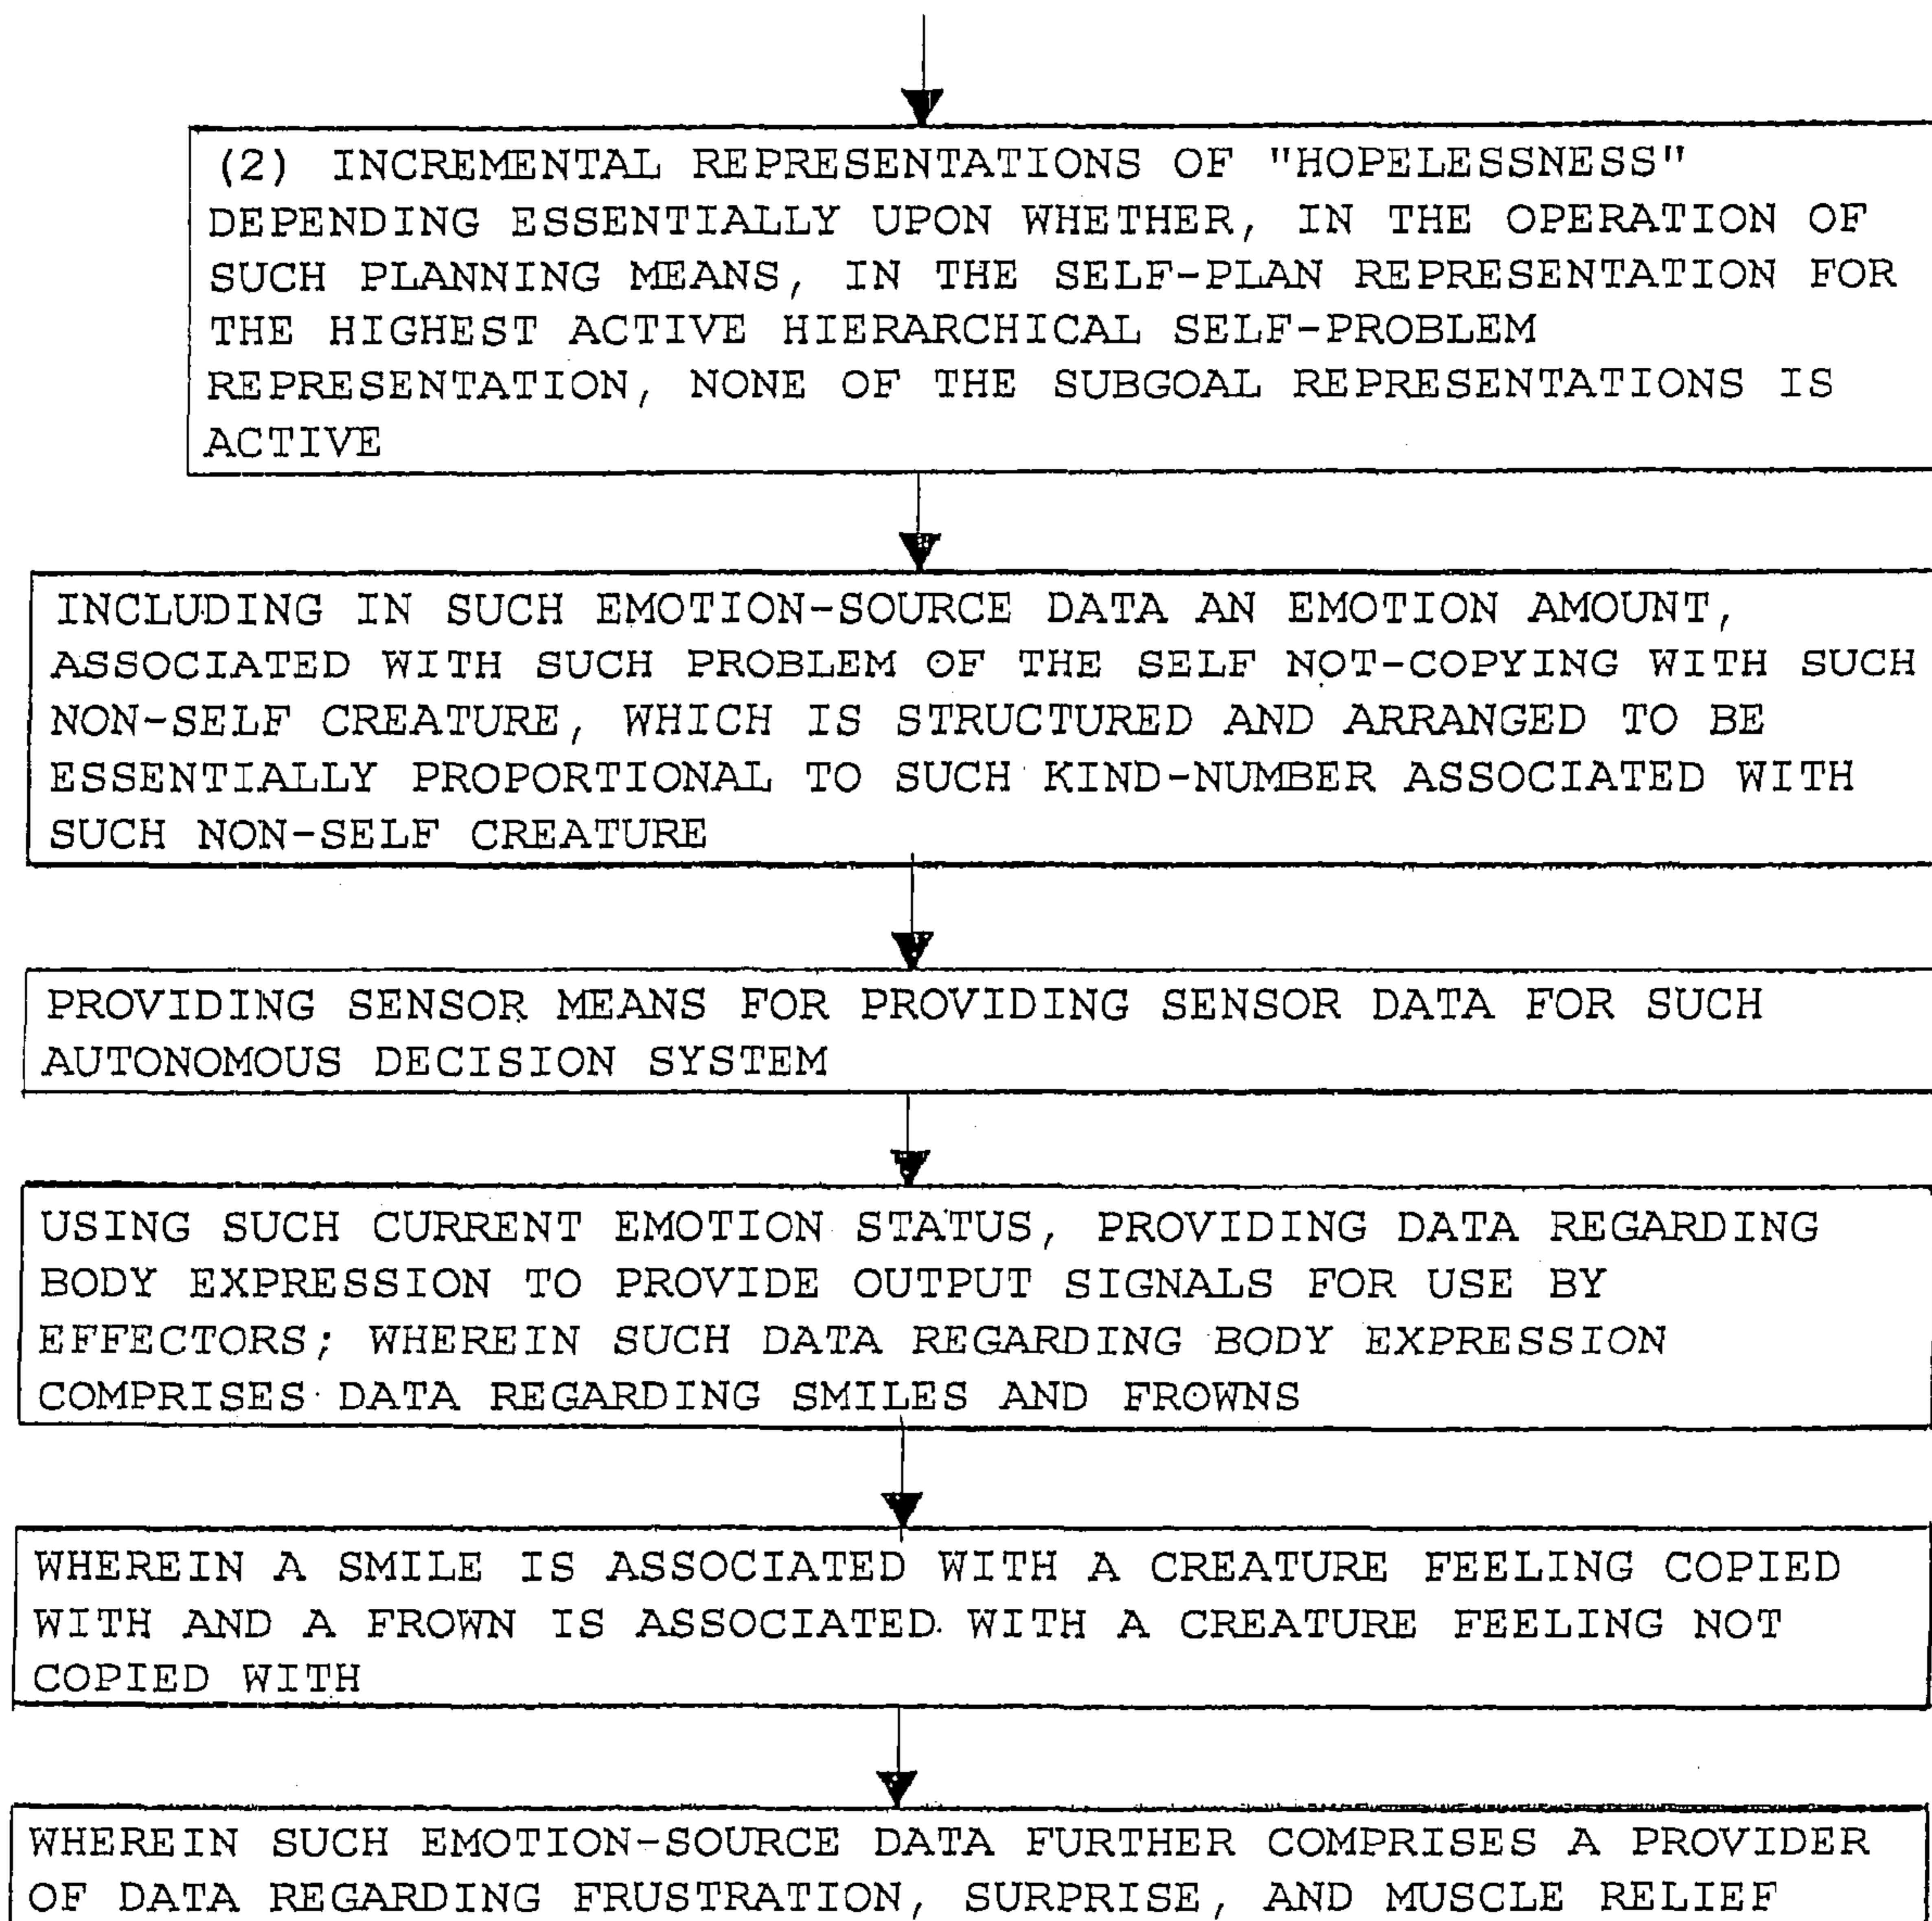 (2) INCREMENTAL REPRESENTATIONS OF "HOPELESSNESS"
DEPENDING ESSENTIALLY UPON WHETHER, IN THE OPERATION OF
SUCH PLANNING MEANS, IN THE SELF-PLAN REPRESENTATION FOR
THE HIGHEST ACTIVE HIERARCHICAL SELF-PROBLEM
REPRESENTATION, NONE OF THE SUBGOAL REPRESENTATIONS IS
ACTIVE
INCLUDING IN SUCH EMOTION-SOURCE DATA AN EMOTION AMOUNT,
ASSOCIATED WITH SUCH PROBLEM OF THE SELF NOT-COPYING WITH SUCH
NON-SELF CREATURE, WHICH IS STRUCTURED AND ARRANGED TO BE
ESSENTIALLY PROPORTIONAL TO SUCH KIND-NUMBER ASSOCIATED WITH
SUCH NON-SELF CREATURE
PROVIDING SENSOR MEANS FOR PROVIDING SENSOR DATA FOR SUCH
AUTONOMOUS DECISION SYSTEM
USING SUCH CURRENT EMOTION STATUS, PROVIDING DATA REGARDING
BODY EXPRESSION TO PROVIDE OUTPUT SIGNALS FOR USE BY
EFFECTORS; WHEREIN SUCH DATA REGARDING BODY EXPRESSION
COMPRISES DATA REGARDING SMILES AND FROWNS
WHEREIN A SMILE IS ASSOCIATED WITH A CREATURE FEELING COPIED
WITH AND A FROWN IS ASSOCIATED WITH A CREATURE FEELING NOT
COPIED WITH
WHEREIN SUCH EMOTION-SOURCE DATA FURTHER COMPRISES A PROVIDER
OF DATA REGARDING FRUSTRATION, SURPRISE, AND MUSCLE RELIEF